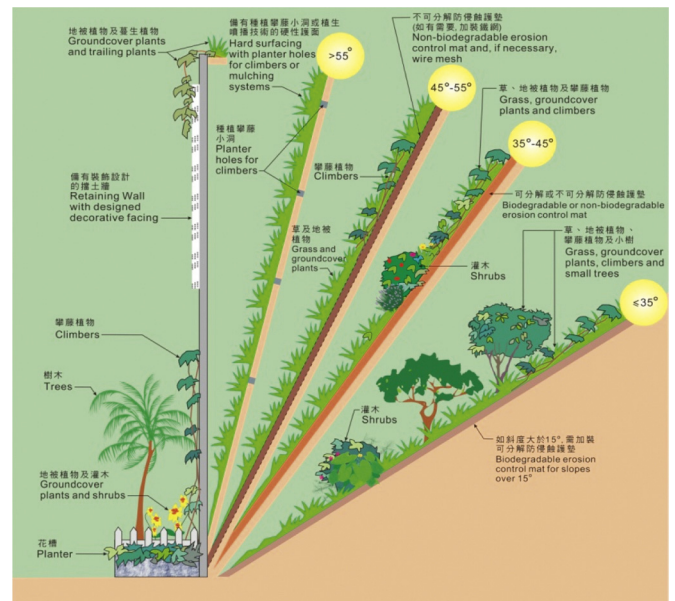 地被植物及蔓生植物
Groundcover plants
and trailing plants
備有種植攀藤小洞或植生
噴播技術的硬性護面
Hard surfacing
with planter holes
for climbers or
mulching
systems
>55°
不可分解防侵蝕護墊
(如有需要,加裝鐵網)
Non-biodegradable erosion
control mat and, if necessary,
wire mesh
45°-55°
草、地被植物及攀藤植物
Grass, groundcover
plants and climbers
35°-45°
種植攀藤
小洞
Planter
holes for
climbers
攀藤植物
Climbers
可分解或不可分解防侵蝕護墊
Biodegradable or non-biodegradable
erosion control mat
備有裝飾設計
的擋土牆
Retaining Wall
with designed
decorative facing
草及地被
植物
Grass and
groundcover
plants
灌木
Shrubs
草、地被植物、
攀藤植物及小樹
Grass, groundcover
plants, climbers and
small trees
≤35°
攀藤植物
Climbers
樹木
Trees
灌木
Shrubs
如斜度大於15°,需加裝
可分解防侵蝕護墊
Biodegradable erosion
control mat for slopes
over 15°
地被植物及灌木
Groundcover
plants and shrubs
花槽
Planter